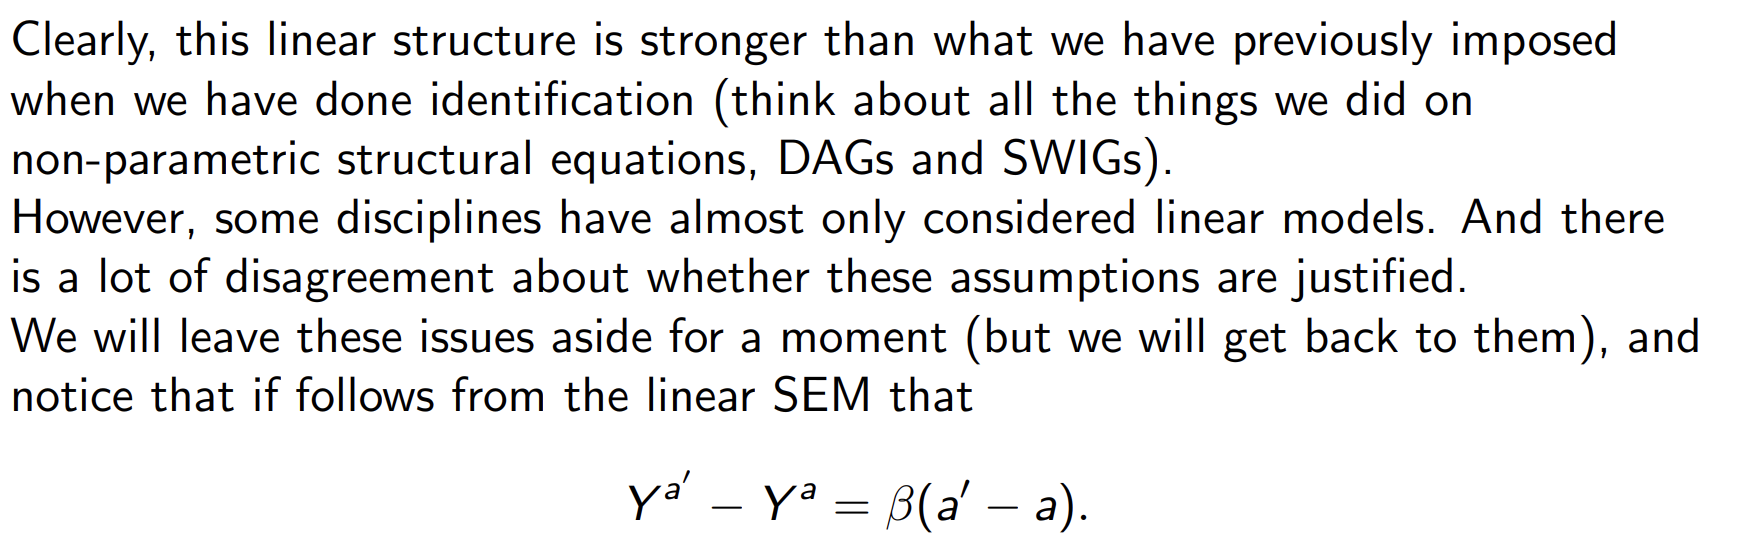 Clearly, this linear structure is stronger than what we have previously imposed
when we have done identification (think about all the things we did on
non-parametric structural equations, DAGs and SWIGs).
However, some disciplines have almost only considered linear models. And there
is a lot of disagreement about whether these assumptions are justified.
We will leave these issues aside for a moment (but we will get back to them), and
notice that if follows from the linear SEM that
Y^{a′} − Y^{a} = β(a′ − a).